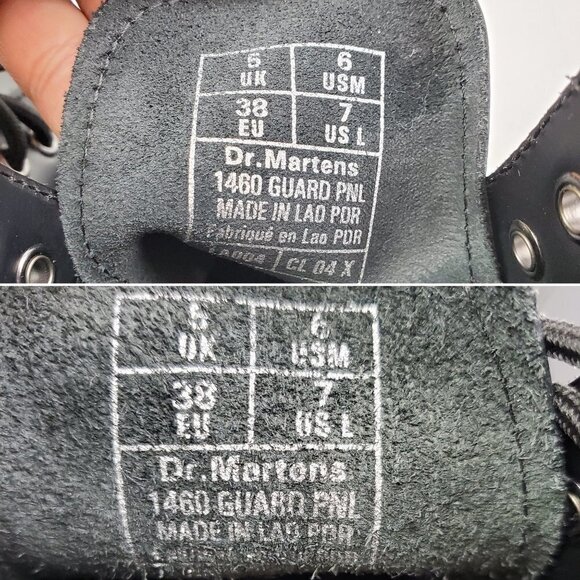 5 6
UK USM
38 7
EU US L
Dr.Martens
1460 GUARD PNL
MADE IN LAO PDR
Fabriqué en Lao PDR
CL 04 X
5 6
UK USM
38 7
EU US L
Dr.Martens
1460 GUARD PNL
MADE IN LAO PDR